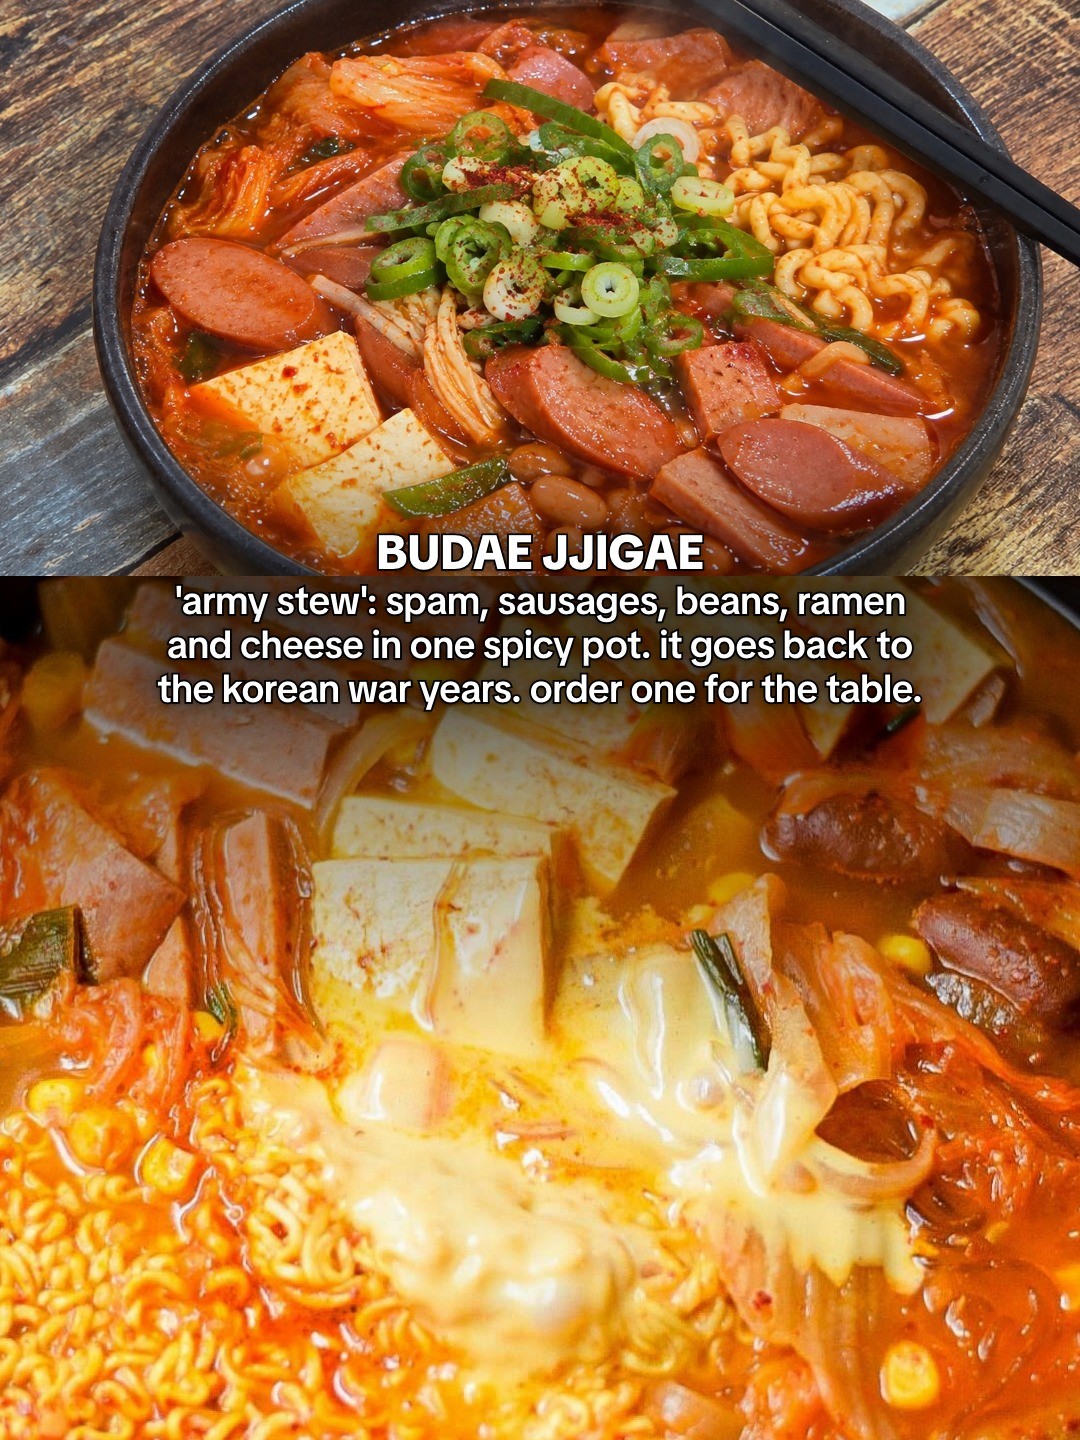 BUDAE JJIGAE
'army stew': spam, sausages, beans, ramen
and cheese in one spicy pot. it goes back to
the korean war years. order one for the table.